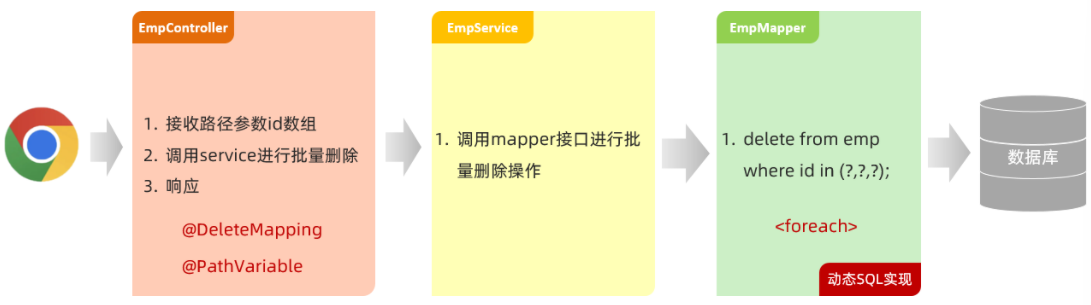 EmpController
1. 接收路径参数id数组
2. 调用service进行批量删除
3. 响应
@DeleteMapping
@PathVariable
EmpService
1. 调用mapper接口进行批
量删除操作
EmpMapper
1. delete from emp
where id in (?,?,?);
<foreach>
动态SQL实现
数据库